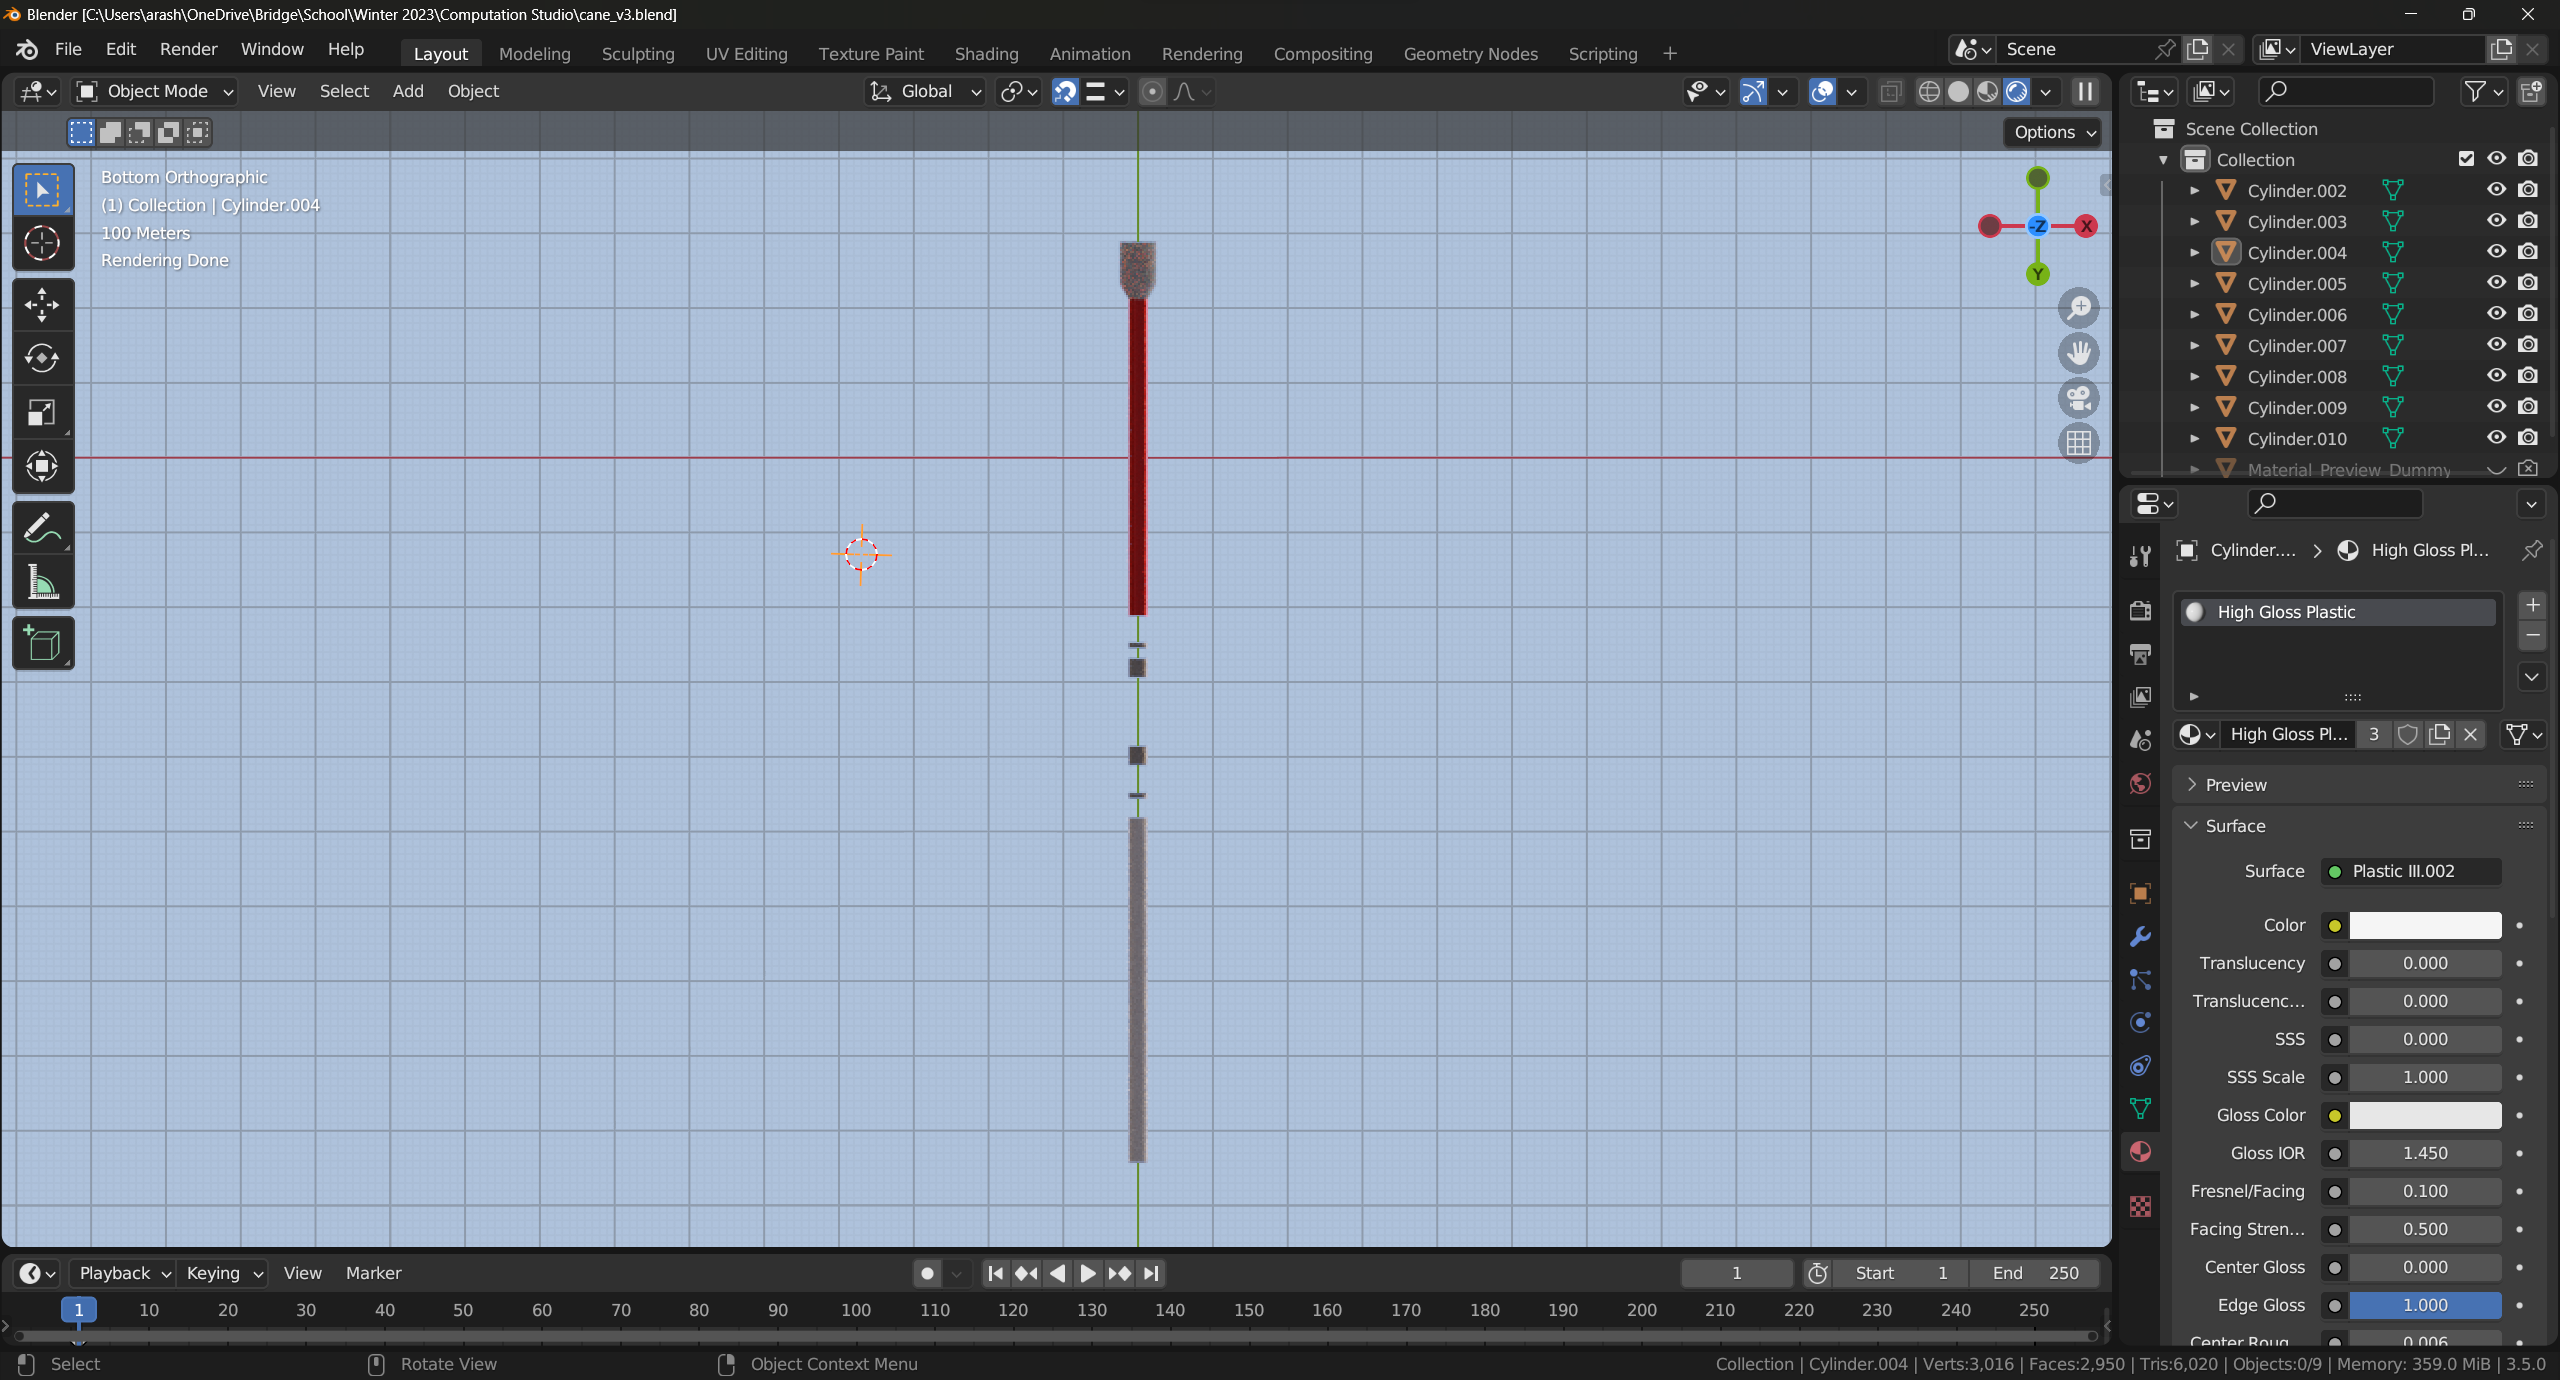 Blender [C:\Users\arash\OneDrive\Bridge\School\Winter 2023\Computation Studio\cane_v3.blend]
File Edit Render Window Help Layout Modeling Sculpting UV Editing Texture Paint Shading Animation Rendering Compositing Geometry Nodes Scripting + Scene ViewLayer
Object Mode View Select Add Object Global
Options
Bottom Orthographic
(1) Collection | Cylinder.004
100 Meters
Rendering Done
-Z X
Y
Scene Collection
Collection
Cylinder.002
Cylinder.003
Cylinder.004
Cylinder.005
Cylinder.006
Cylinder.007
Cylinder.008
Cylinder.009
Cylinder.010
Material Preview Dummy
Cylinder.... > High Gloss Pl...
High Gloss Plastic
High Gloss Pl... 3
Preview
Surface
Surface Plastic III.002
Color
Translucency 0.000
Translucenc... 0.000
SSS 0.000
SSS Scale 1.000
Gloss Color
Gloss IOR 1.450
Fresnel/Facing 0.100
Facing Stren... 0.500
Center Gloss 0.000
Edge Gloss 1.000
Center Roug... 0.006
Playback Keying View Marker 1 Start 1 End 250
1 10 20 30 40 50 60 70 80 90 100 110 120 130 140 150 160 170 180 190 200 210 220 230 240 250
Select Rotate View Object Context Menu Collection | Cylinder.004 | Verts:3,016 | Faces:2,950 | Tris:6,020 | Objects:0/9 | Memory: 359.0 MiB | 3.5.0